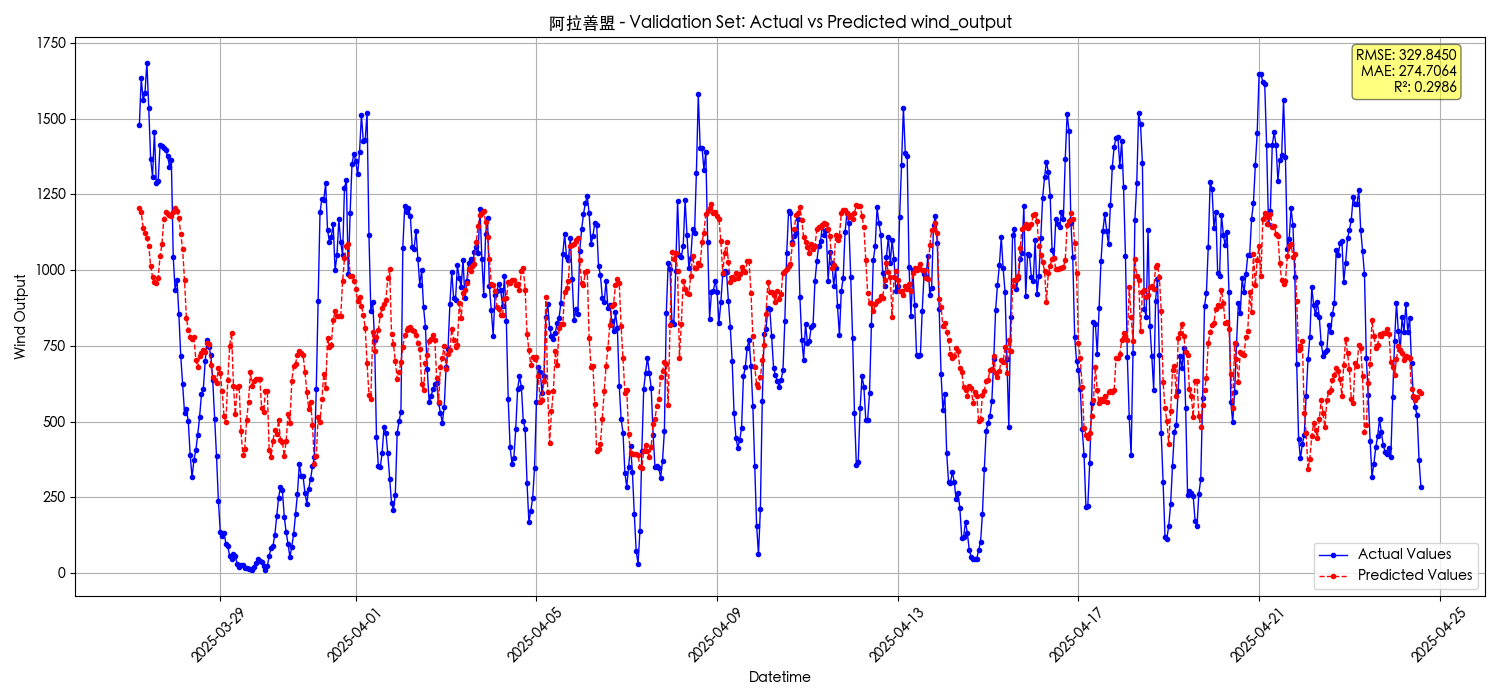 阿拉善盟 - Validation Set: Actual vs Predicted wind_output
RMSE: 329.8450
MAE: 274.7064
R²: 0.2986
Wind Output
1750
1500
1250
1000
750
500
250
0
Actual Values
Predicted Values
2025-03-29
2025-04-01
2025-04-05
2025-04-09
2025-04-13
2025-04-17
2025-04-21
2025-04-25
Datetime